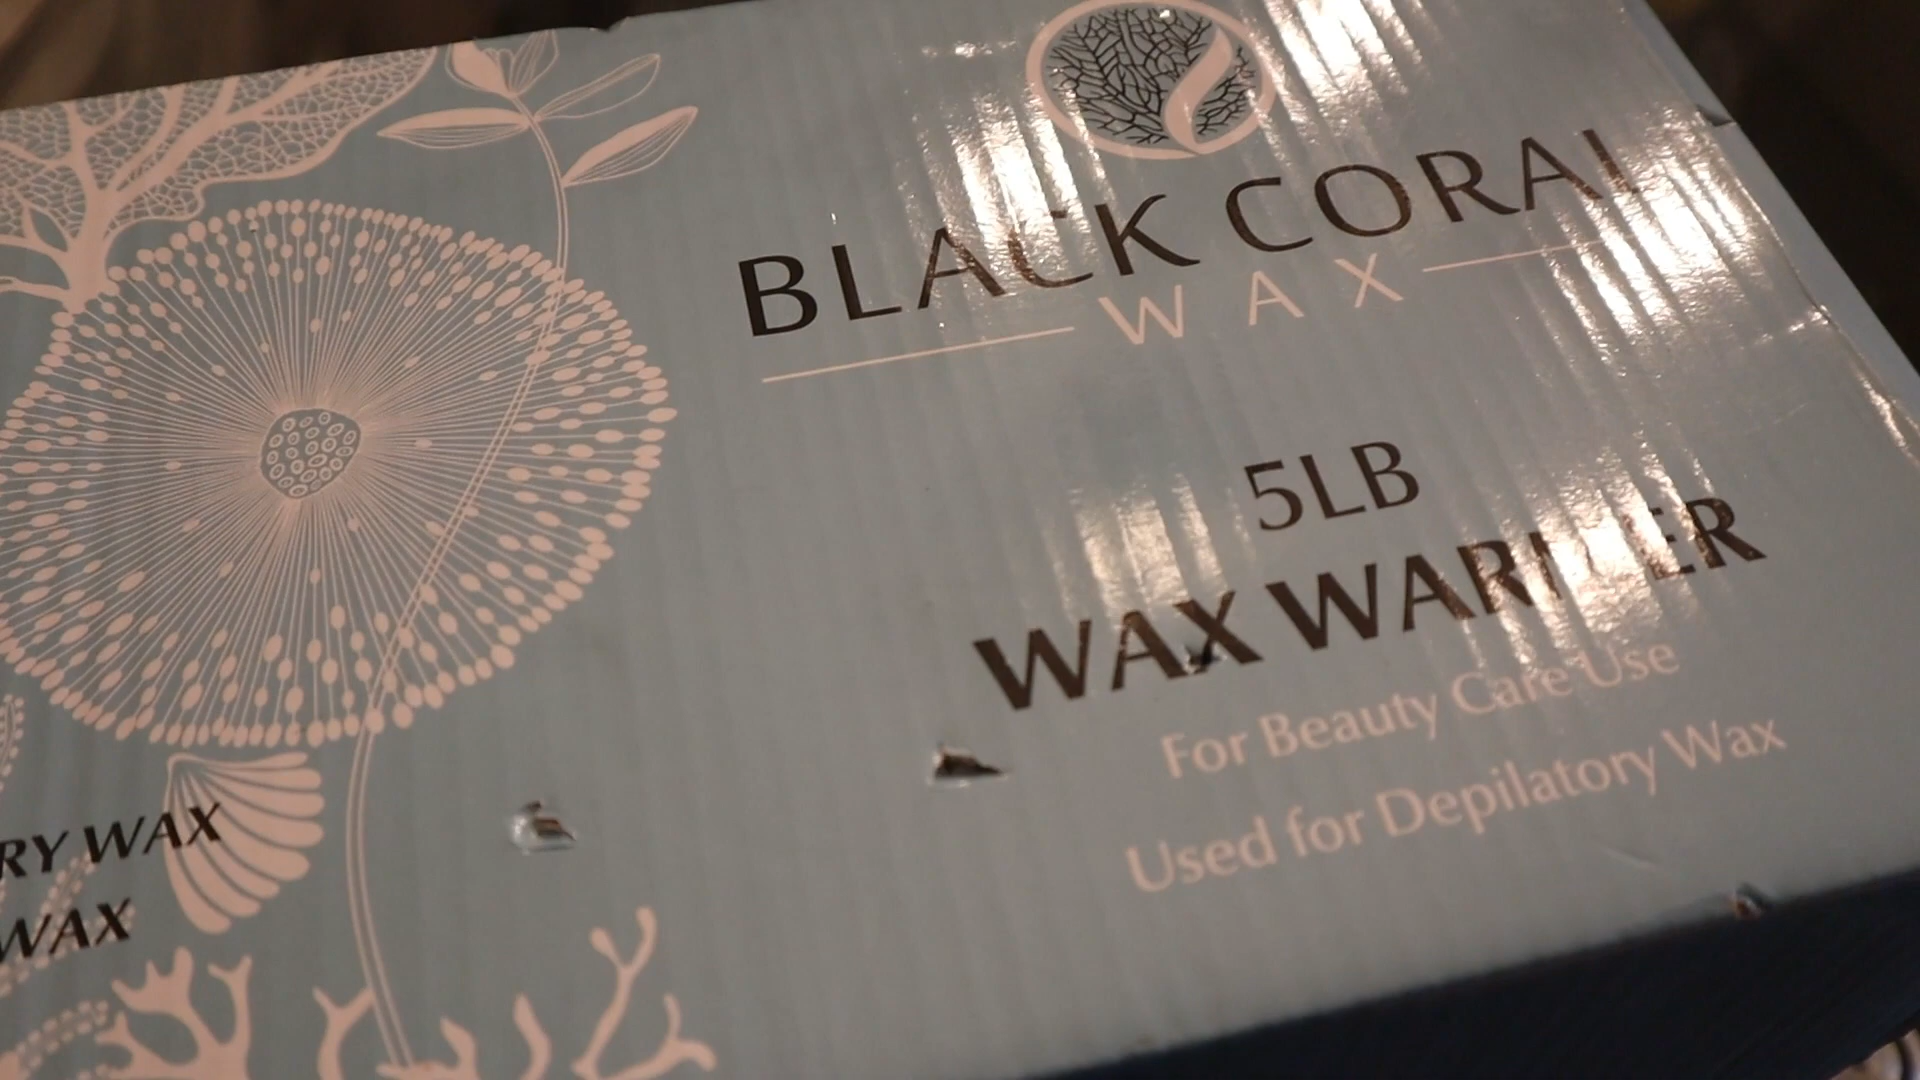 BLACK CORAL
WAX
5LB
WAX WARMER
For Beauty Care Use
Used for Depilatory Wax
RY WAX
WAX